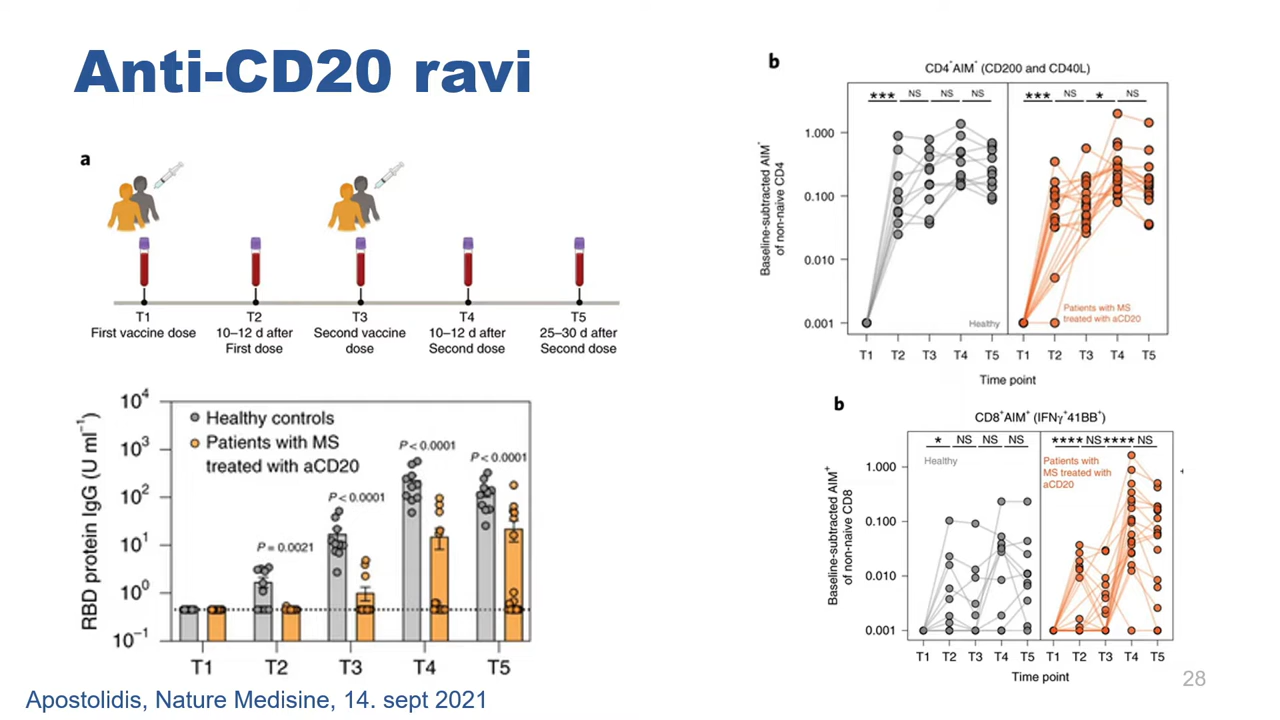 Anti-CD20 ravi
a
T1
First vaccine dose
T2
10–12 d after
First dose
T3
Second vaccine
dose
T4
10–12 d after
Second dose
T5
25–30 d after
Second dose
RBD protein IgG (U ml⁻¹)
10⁴
10³
10²
10¹
10⁰
10⁻¹
Healthy controls
Patients with MS
treated with aCD20
P = 0.0021
P < 0.0001
P < 0.0001
P < 0.0001
T1 T2 T3 T4 T5
Apostolidis, Nature Medisine, 14. sept 2021
b
CD4⁺AIM⁺ (CD200 and CD40L)
*** NS NS NS
*** NS * NS
Baseline-subtracted AIM⁺
of non-naive CD4
1.000
0.100
0.010
0.001
Healthy
Patients with MS
treated with aCD20
T1 T2 T3 T4 T5 T1 T2 T3 T4 T5
Time point
b
CD8⁺AIM⁺ (IFNγ⁺41BB⁺)
* NS NS NS
**** NS **** NS
Healthy
Patients with
MS treated with
aCD20
Baseline-subtracted AIM⁺
of non-naive CD8
1.000
0.100
0.010
0.001
T1 T2 T3 T4 T5 T1 T2 T3 T4 T5
Time point
28